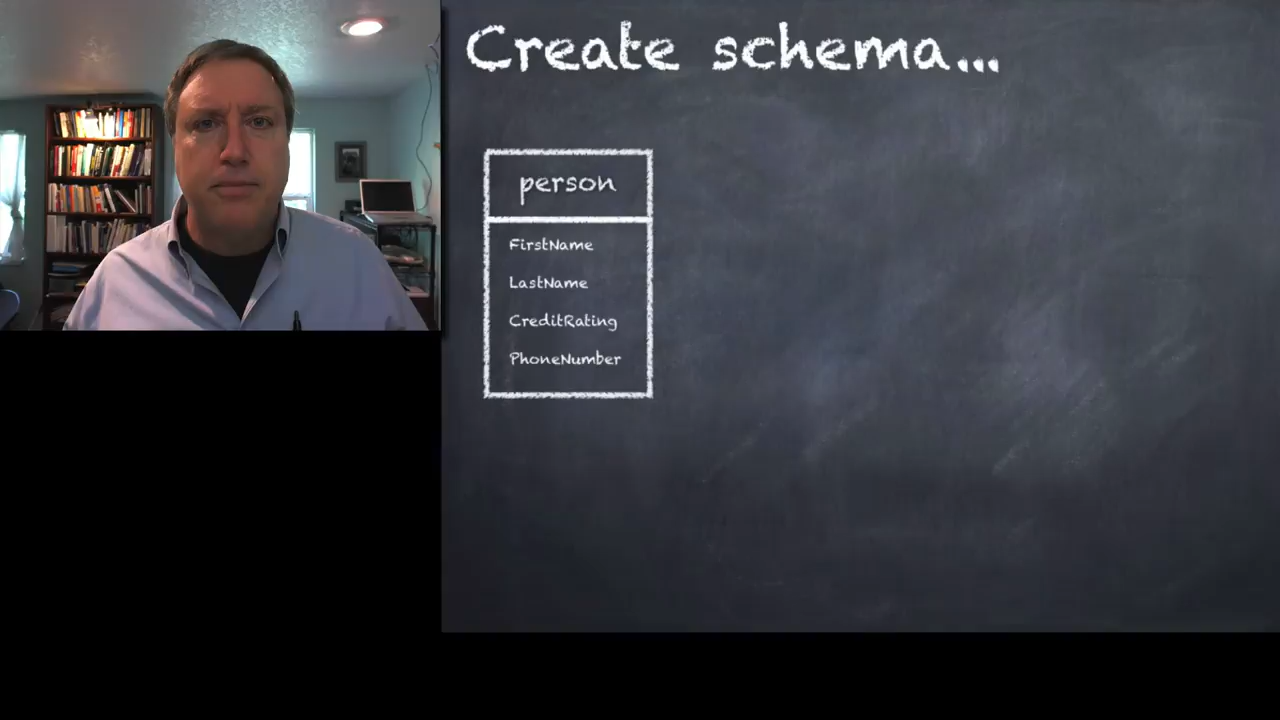 Create schema...
person
FirstName
LastName
CreditRating
PhoneNumber